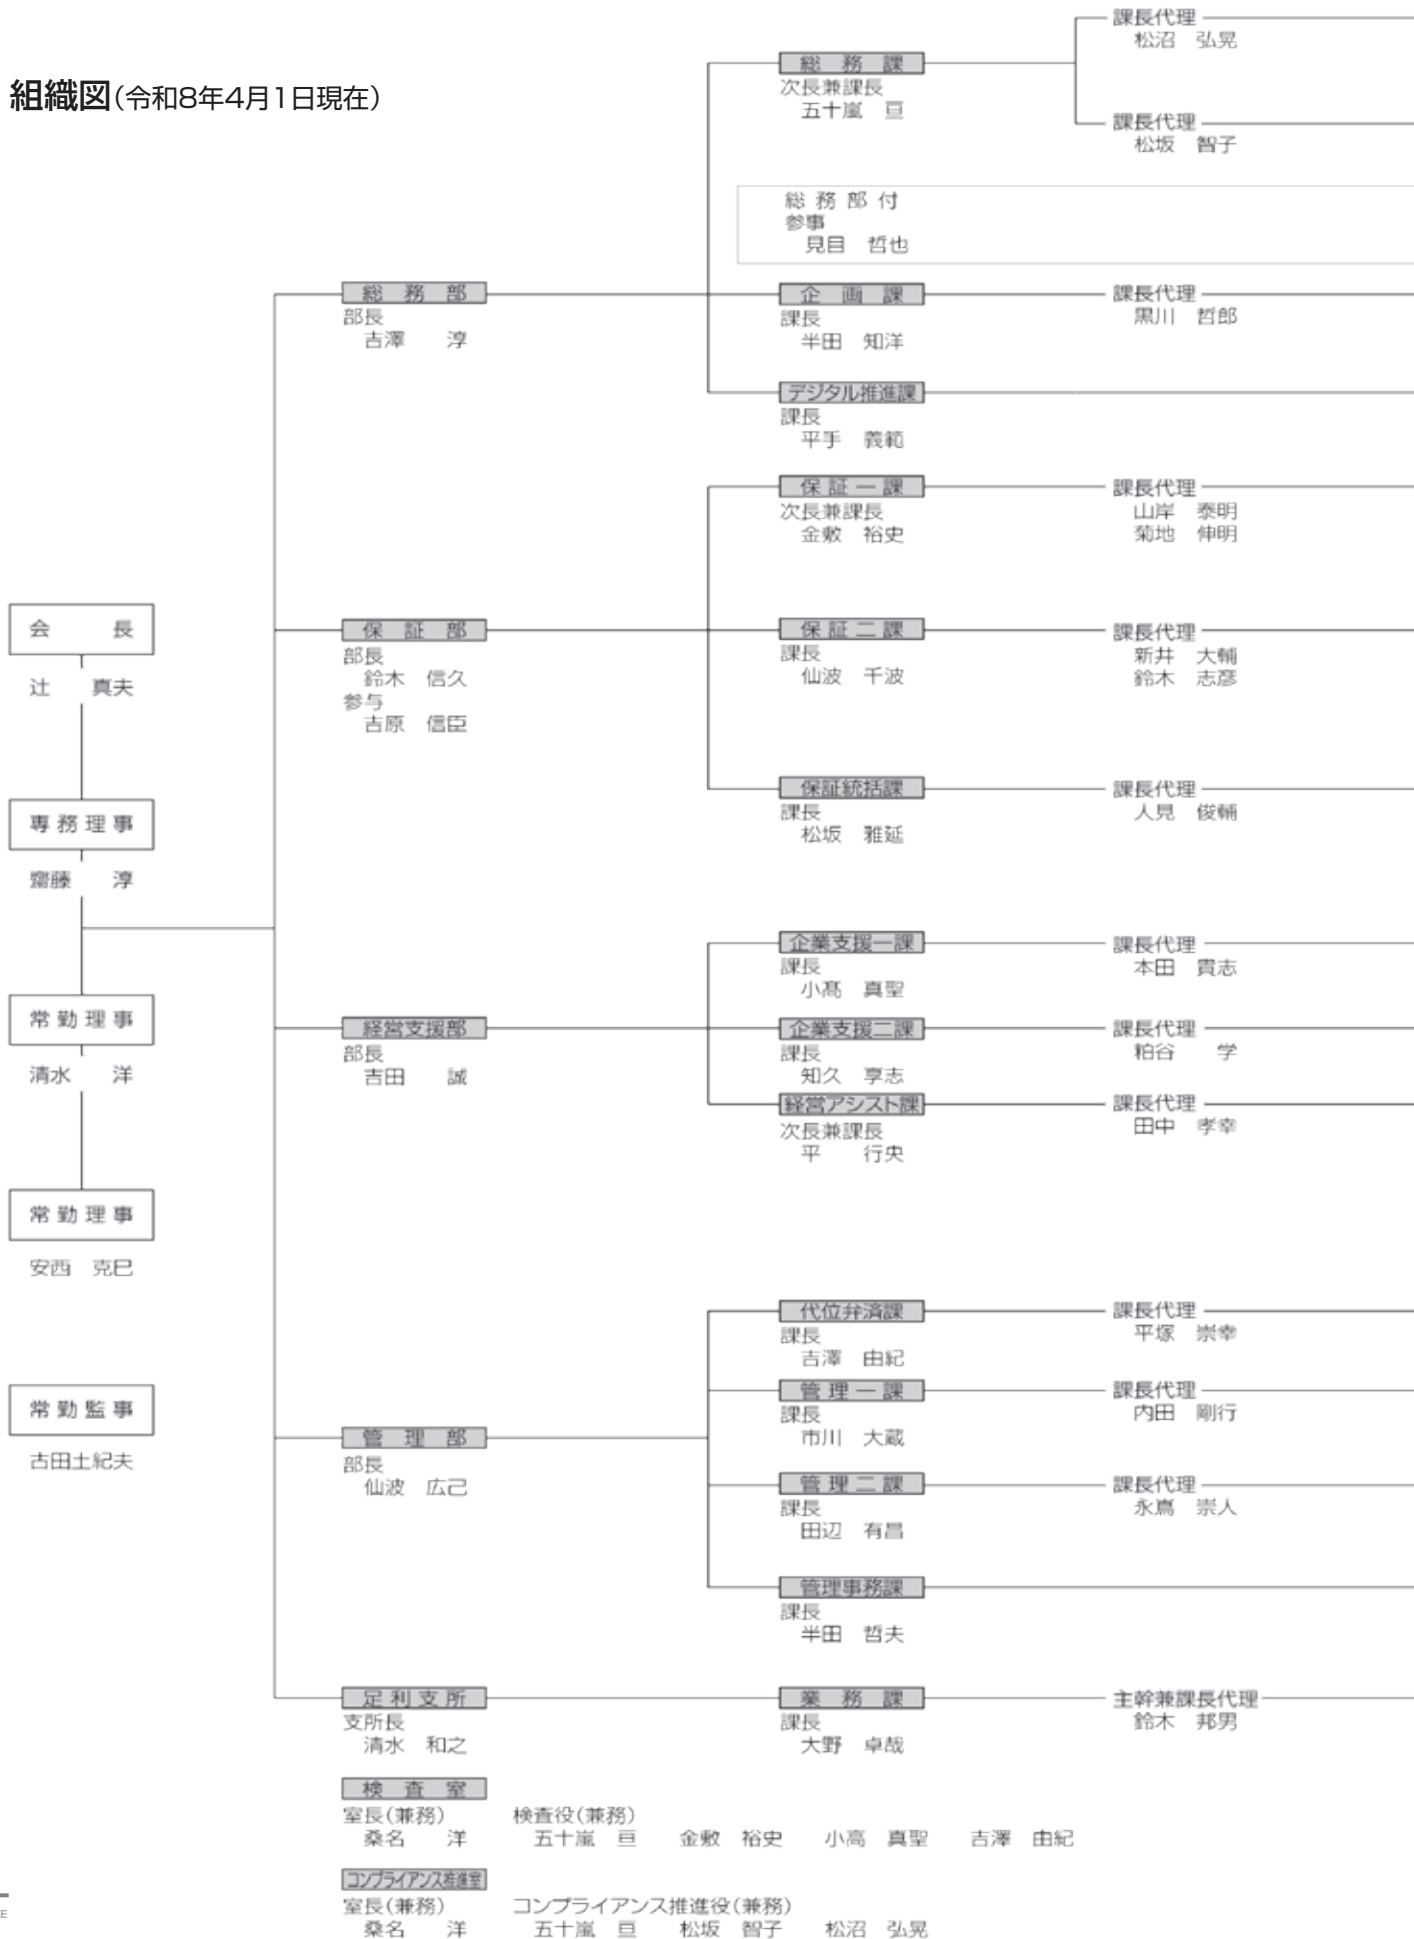 組織図(令和8年4月1日現在)
会長
辻 真夫
専務理事
齋藤 淳
常勤理事
清水 洋
常勤理事
安西 克巳
常勤監事
古田土紀夫
総務部
部長
吉澤 淳
総務課
次長兼課長
五十嵐 亘
課長代理
松沼 弘晃
課長代理
松坂 智子
総務部付
参事
見目 哲也
企画課
課長
半田 知洋
課長代理
黒川 哲郎
デジタル推進課
課長
平手 義範
保証部
部長
鈴木 信久
参与
吉原 信臣
保証一課
次長兼課長
金敷 裕史
課長代理
山岸 泰明
菊地 伸明
保証二課
課長
仙波 千波
課長代理
新井 大輔
鈴木 志彦
保証統括課
課長
松坂 雅延
課長代理
人見 俊輔
経営支援部
部長
吉田 誠
企業支援一課
課長
小髙 真聖
課長代理
本田 貴志
企業支援二課
課長
知久 享志
課長代理
粕谷 学
経営アシスト課
次長兼課長
平 行央
課長代理
田中 孝幸
管理部
部長
仙波 広己
代位弁済課
課長
吉澤 由紀
課長代理
平塚 崇幸
管理一課
課長
市川 大蔵
課長代理
内田 剛行
管理二課
課長
田辺 有昌
課長代理
永嶌 崇人
管理事務課
課長
半田 哲夫
足利支所
支所長
清水 和之
業務課
課長
大野 卓哉
主幹兼課長代理
鈴木 邦男
検査室
室長(兼務) 検査役(兼務)
桑名 洋 五十嵐 亘 金敷 裕史 小高 真聖 吉澤 由紀
コンプライアンス推進室
室長(兼務) コンプライアンス推進役(兼務)
桑名 洋 五十嵐 亘 松坂 智子 松沼 弘晃